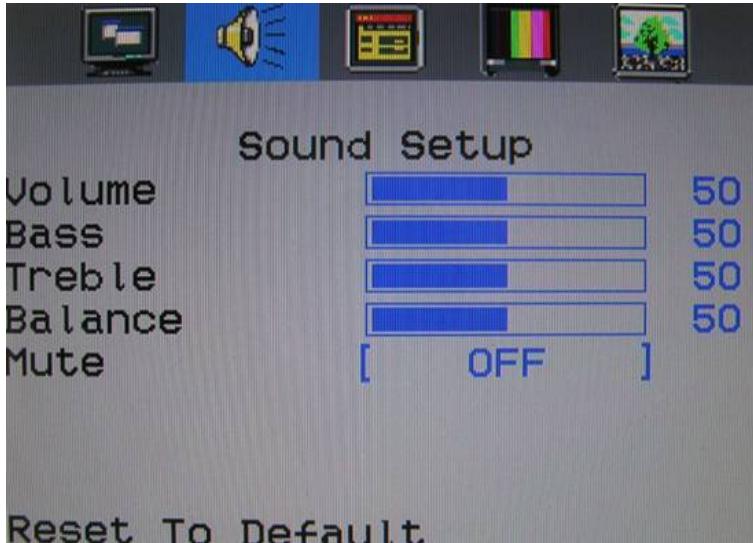 Sound Setup
Volume 50
Bass 50
Treble 50
Balance 50
Mute [ OFF ]
Reset To Default